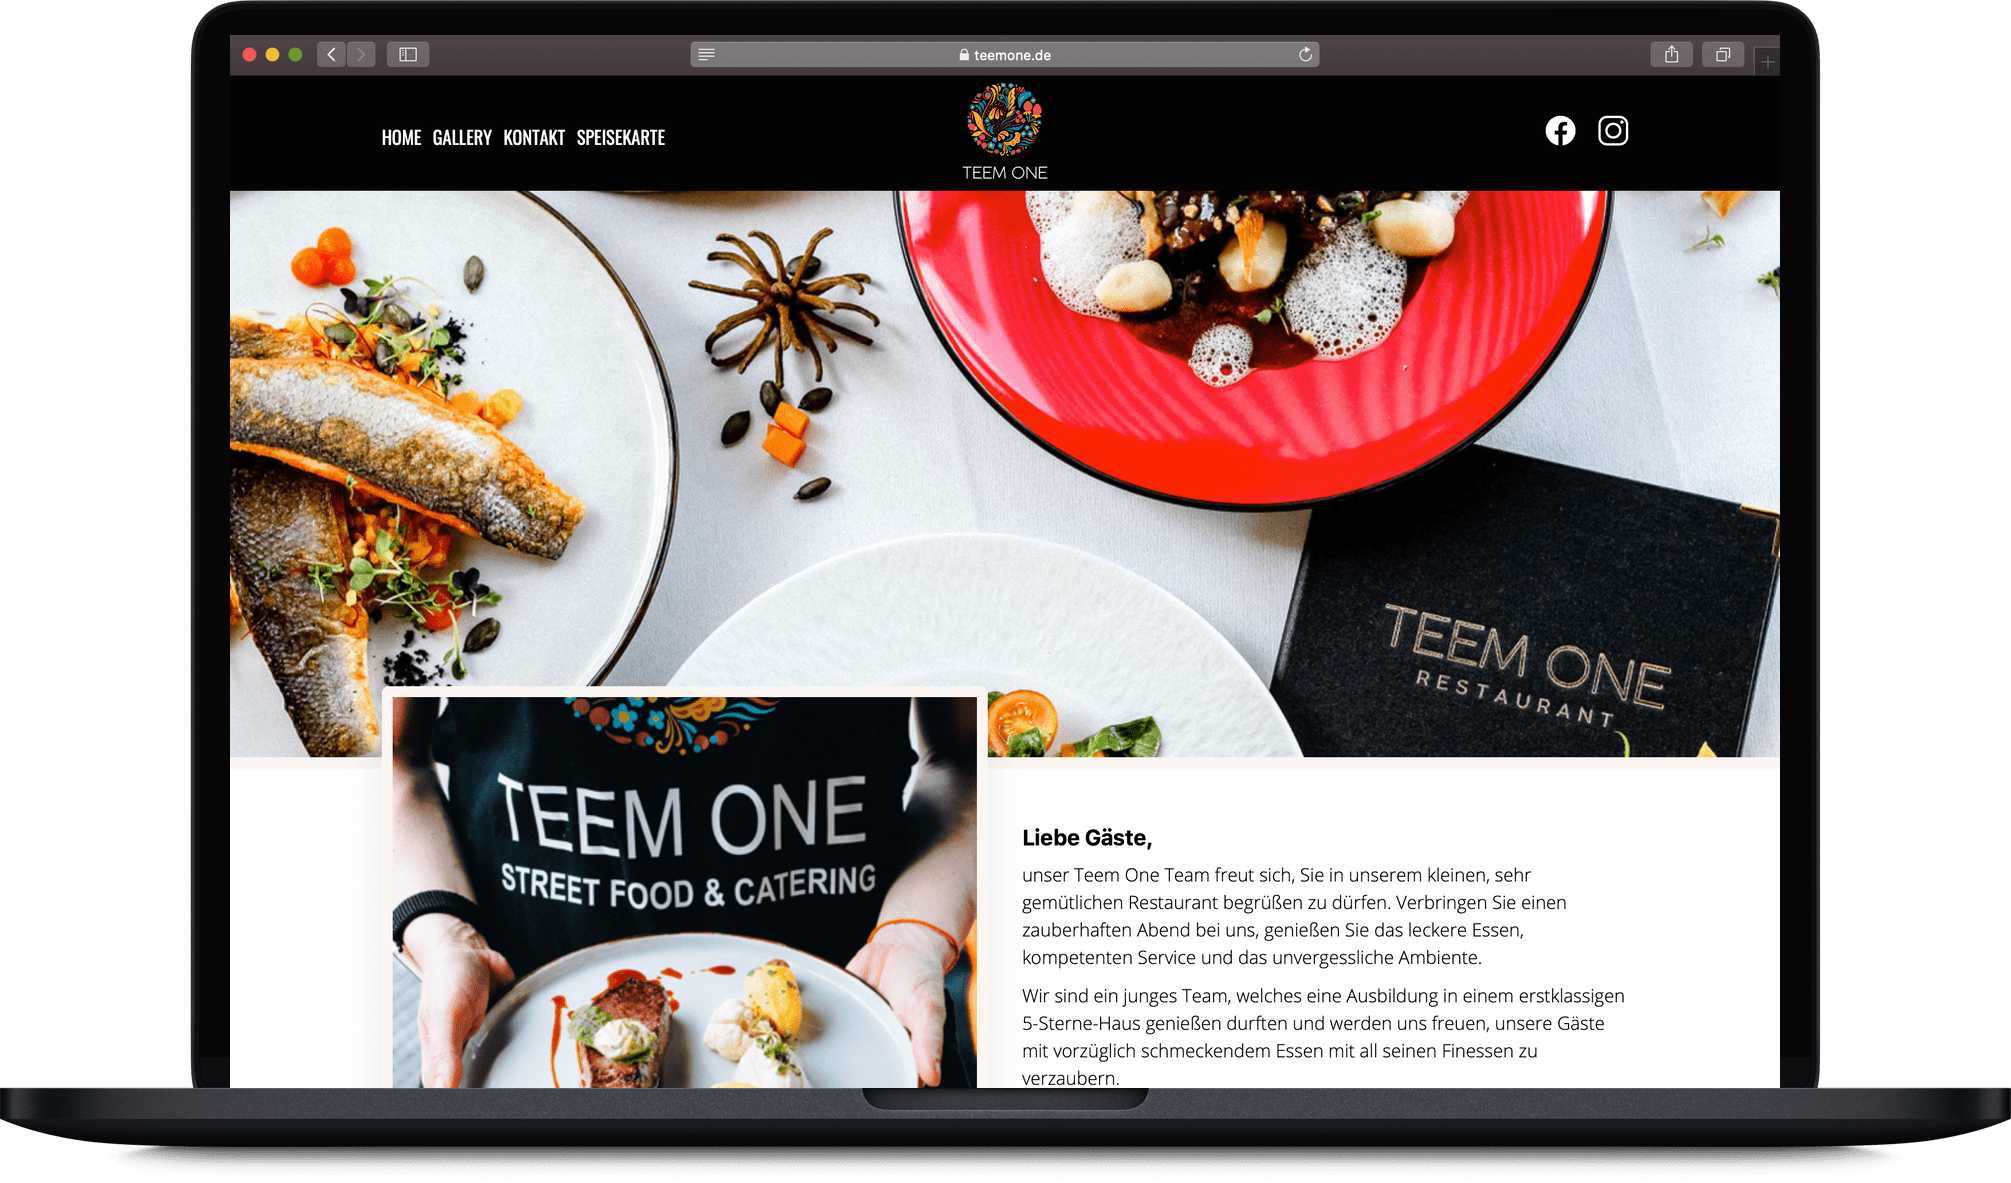 teemone.de
HOME GALLERY KONTAKT SPEISEKARTE
TEEM ONE
TEEM ONE
RESTAURANT
TEEM ONE
STREET FOOD & CATERING
Liebe Gäste,
unser Teem One Team freut sich, Sie in unserem kleinen, sehr
gemütlichen Restaurant begrüßen zu dürfen. Verbringen Sie einen
zauberhaften Abend bei uns, genießen Sie das leckere Essen,
kompetenten Service und das unvergessliche Ambiente.
Wir sind ein junges Team, welches eine Ausbildung in einem erstklassigen
5-Sterne-Haus genießen durften und werden uns freuen, unsere Gäste
mit vorzüglich schmeckendem Essen mit all seinen Finessen zu
verzaubern.